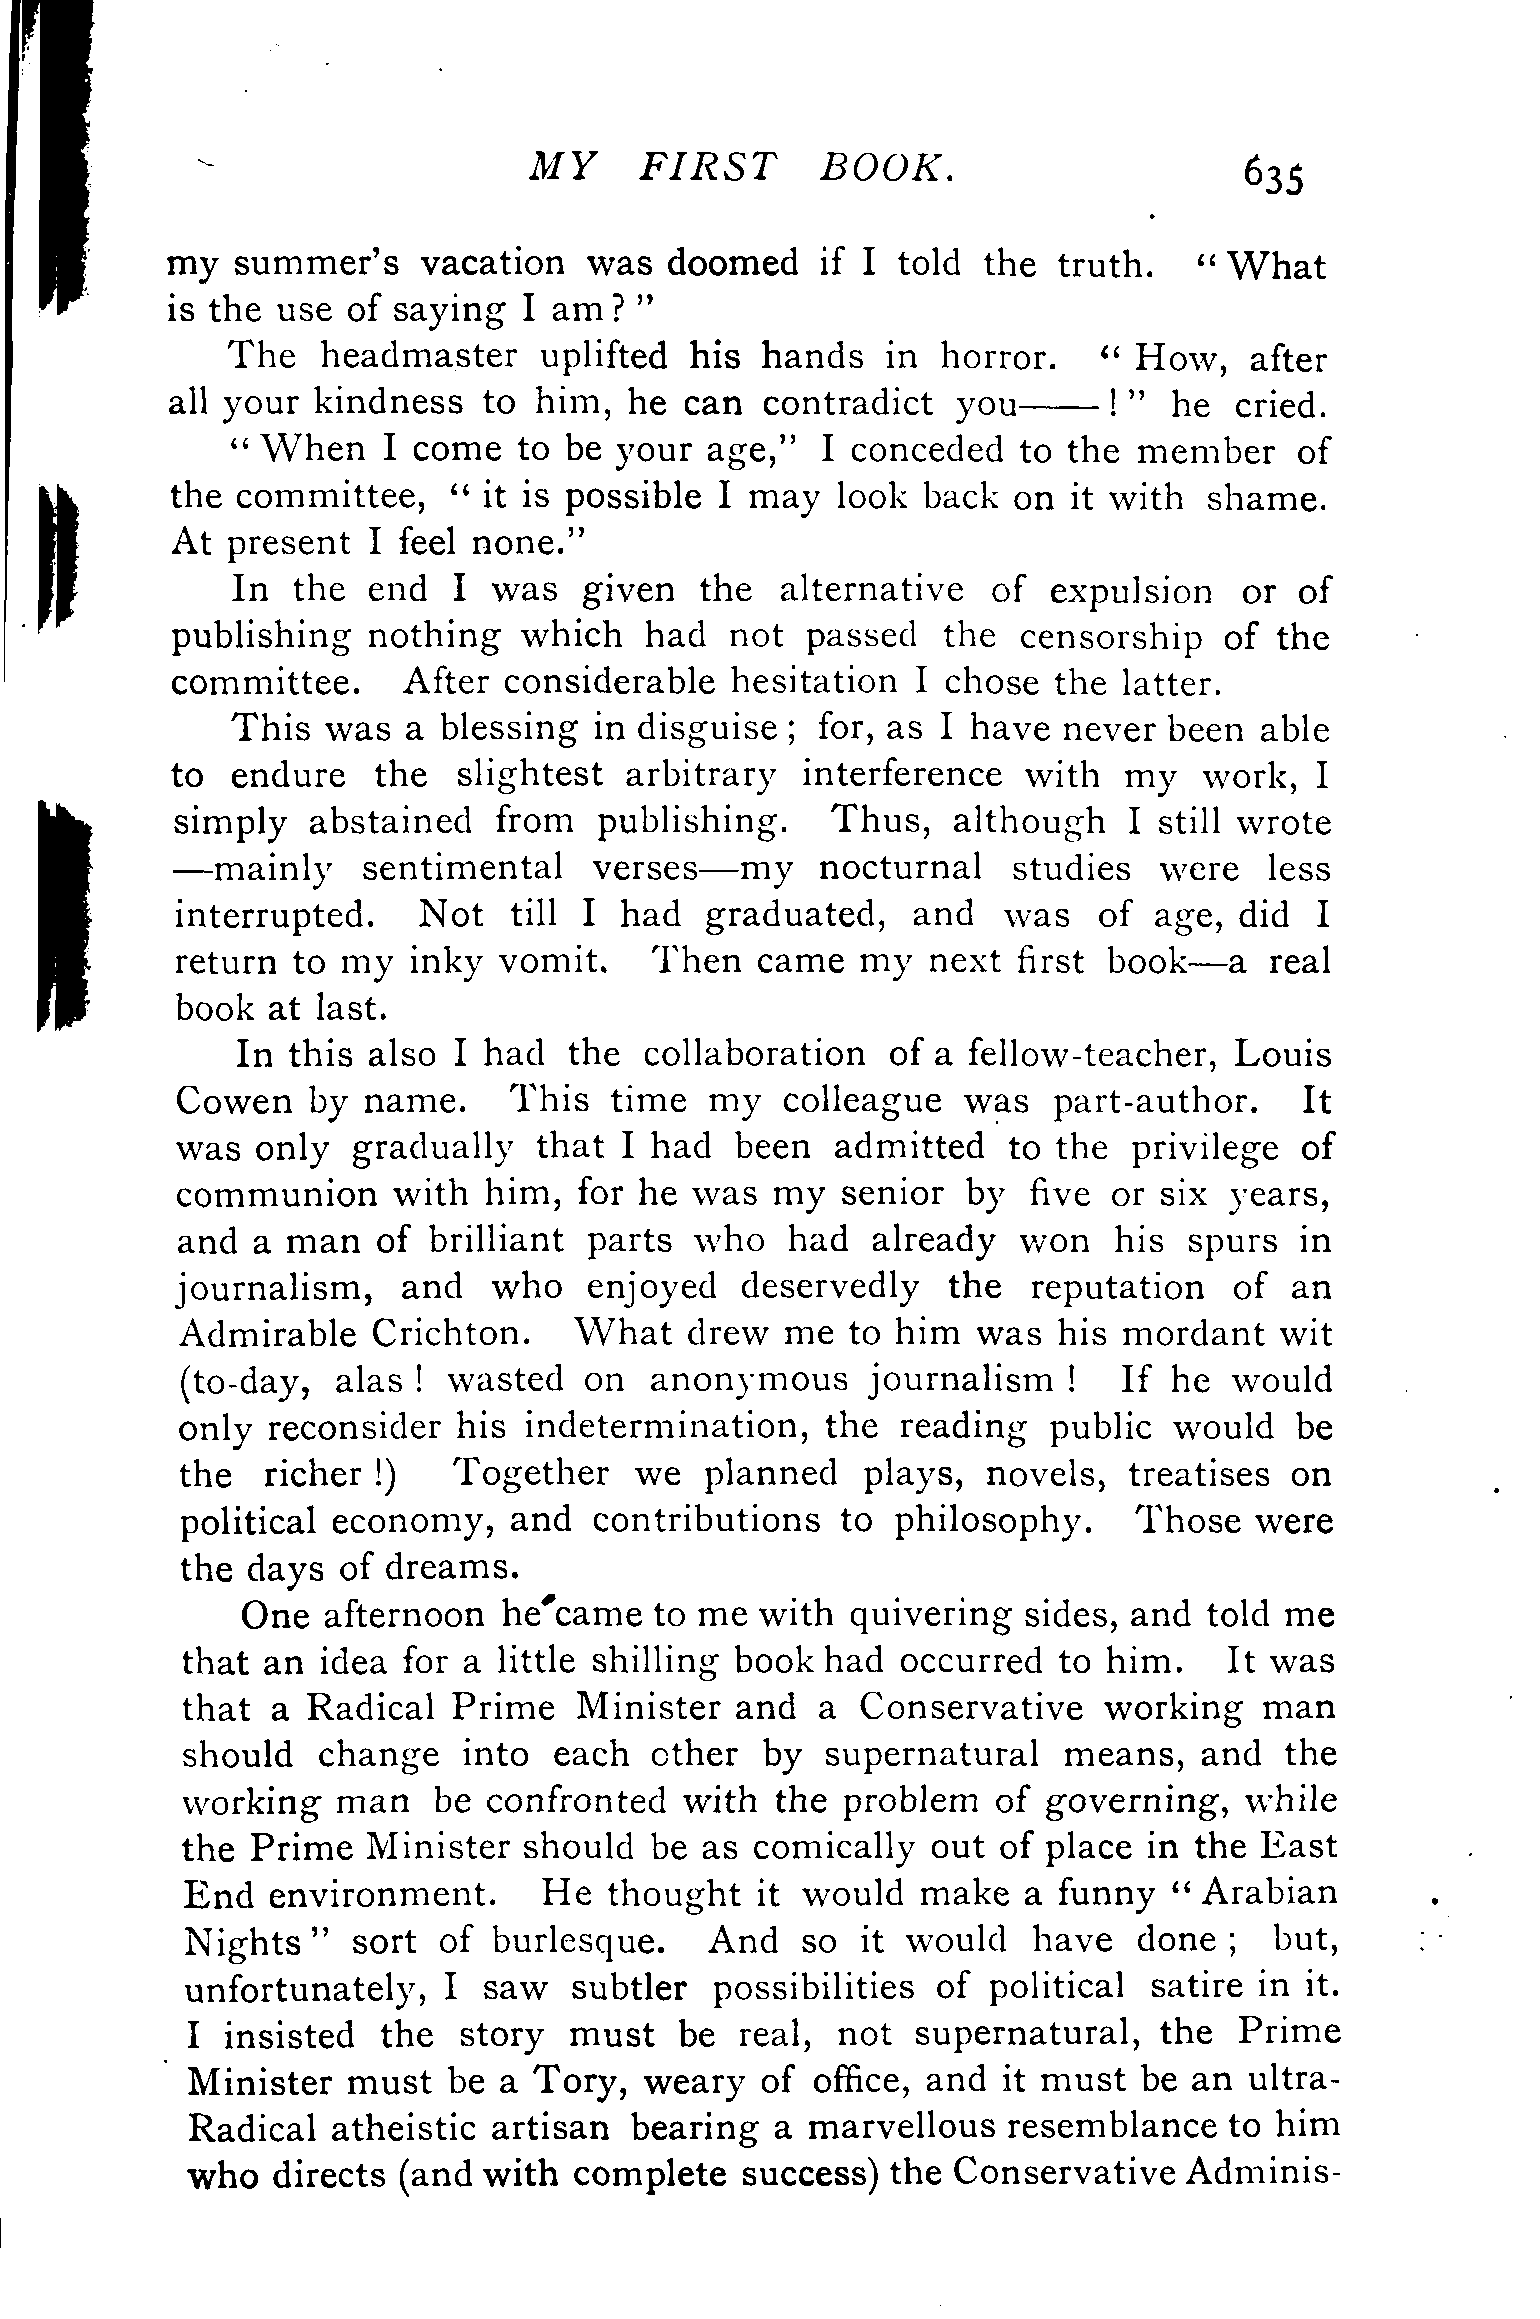 MY FIRST BOOK. 635
my summer's vacation was doomed if I told the truth. "What
is the use of saying I am?"
The headmaster uplifted his hands in horror. "How, after
all your kindness to him, he can contradict you——!" he cried.
"When I come to be your age," I conceded to the member of
the committee, "it is possible I may look back on it with shame.
At present I feel none."
In the end I was given the alternative of expulsion or of
publishing nothing which had not passed the censorship of the
committee. After considerable hesitation I chose the latter.
This was a blessing in disguise; for, as I have never been able
to endure the slightest arbitrary interference with my work, I
simply abstained from publishing. Thus, although I still wrote
—mainly sentimental verses—my nocturnal studies were less
interrupted. Not till I had graduated, and was of age, did I
return to my inky vomit. Then came my next first book—a real
book at last.
In this also I had the collaboration of a fellow-teacher, Louis
Cowen by name. This time my colleague was part-author. It
was only gradually that I had been admitted to the privilege of
communion with him, for he was my senior by five or six years,
and a man of brilliant parts who had already won his spurs in
journalism, and who enjoyed deservedly the reputation of an
Admirable Crichton. What drew me to him was his mordant wit
(to-day, alas! wasted on anonymous journalism! If he would
only reconsider his indetermination, the reading public would be
the richer!) Together we planned plays, novels, treatises on
political economy, and contributions to philosophy. Those were
the days of dreams.
One afternoon he came to me with quivering sides, and told me
that an idea for a little shilling book had occurred to him. It was
that a Radical Prime Minister and a Conservative working man
should change into each other by supernatural means, and the
working man be confronted with the problem of governing, while
the Prime Minister should be as comically out of place in the East
End environment. He thought it would make a funny "Arabian
Nights" sort of burlesque. And so it would have done; but,
unfortunately, I saw subtler possibilities of political satire in it.
I insisted the story must be real, not supernatural, the Prime
Minister must be a Tory, weary of office, and it must be an ultra-
Radical atheistic artisan bearing a marvellous resemblance to him
who directs (and with complete success) the Conservative Adminis-